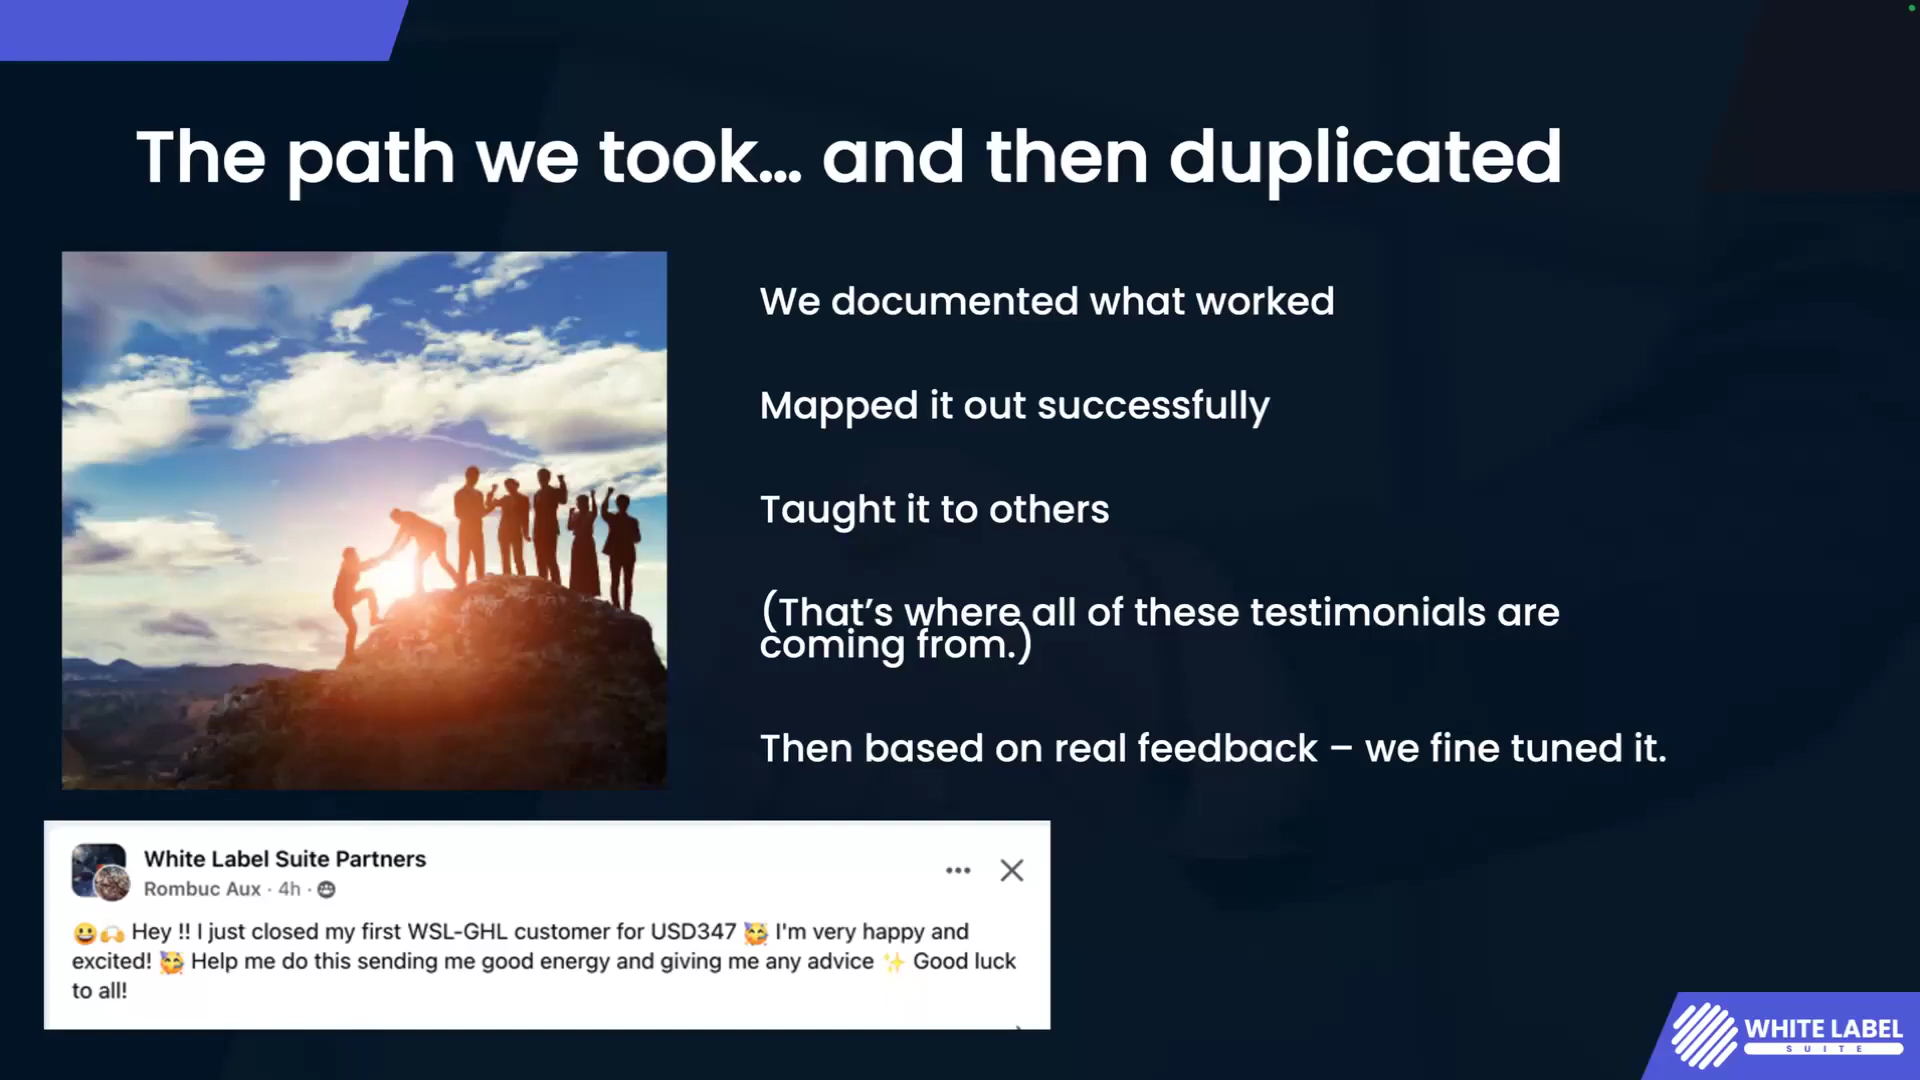 The path we took... and then duplicated
We documented what worked
Mapped it out successfully
Taught it to others
(That’s where all of these testimonials are
coming from.)
Then based on real feedback – we fine tuned it.
White Label Suite Partners
Rombuc Aux · 4h ·
😀🙌 Hey !! I just closed my first WSL-GHL customer for USD347 🥳 I'm very happy and
excited! 🥳 Help me do this sending me good energy and giving me any advice ✨ Good luck
to all!
WHITE LABEL
SUITE